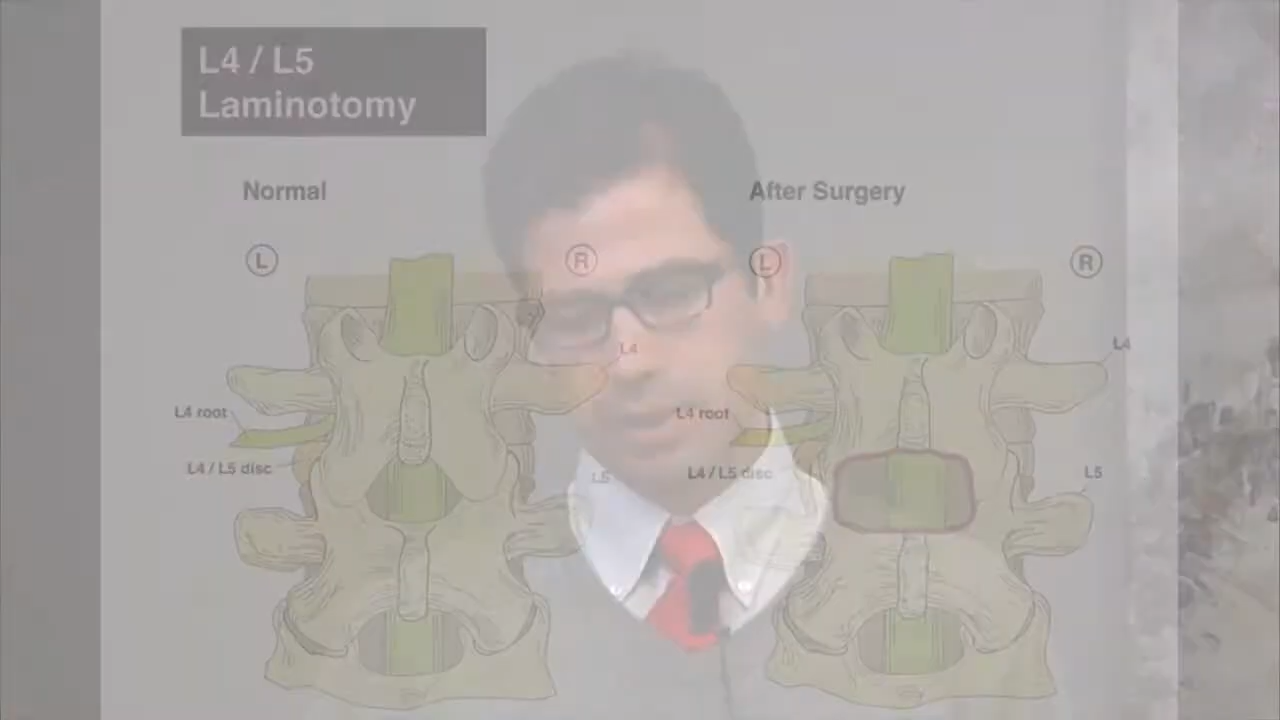 L4 / L5
Laminotomy
Normal
After Surgery
L
R
L
R
L4
L4
L4 root
L4 root
L4 / L5 disc
L5
L4 / L5 disc
L5